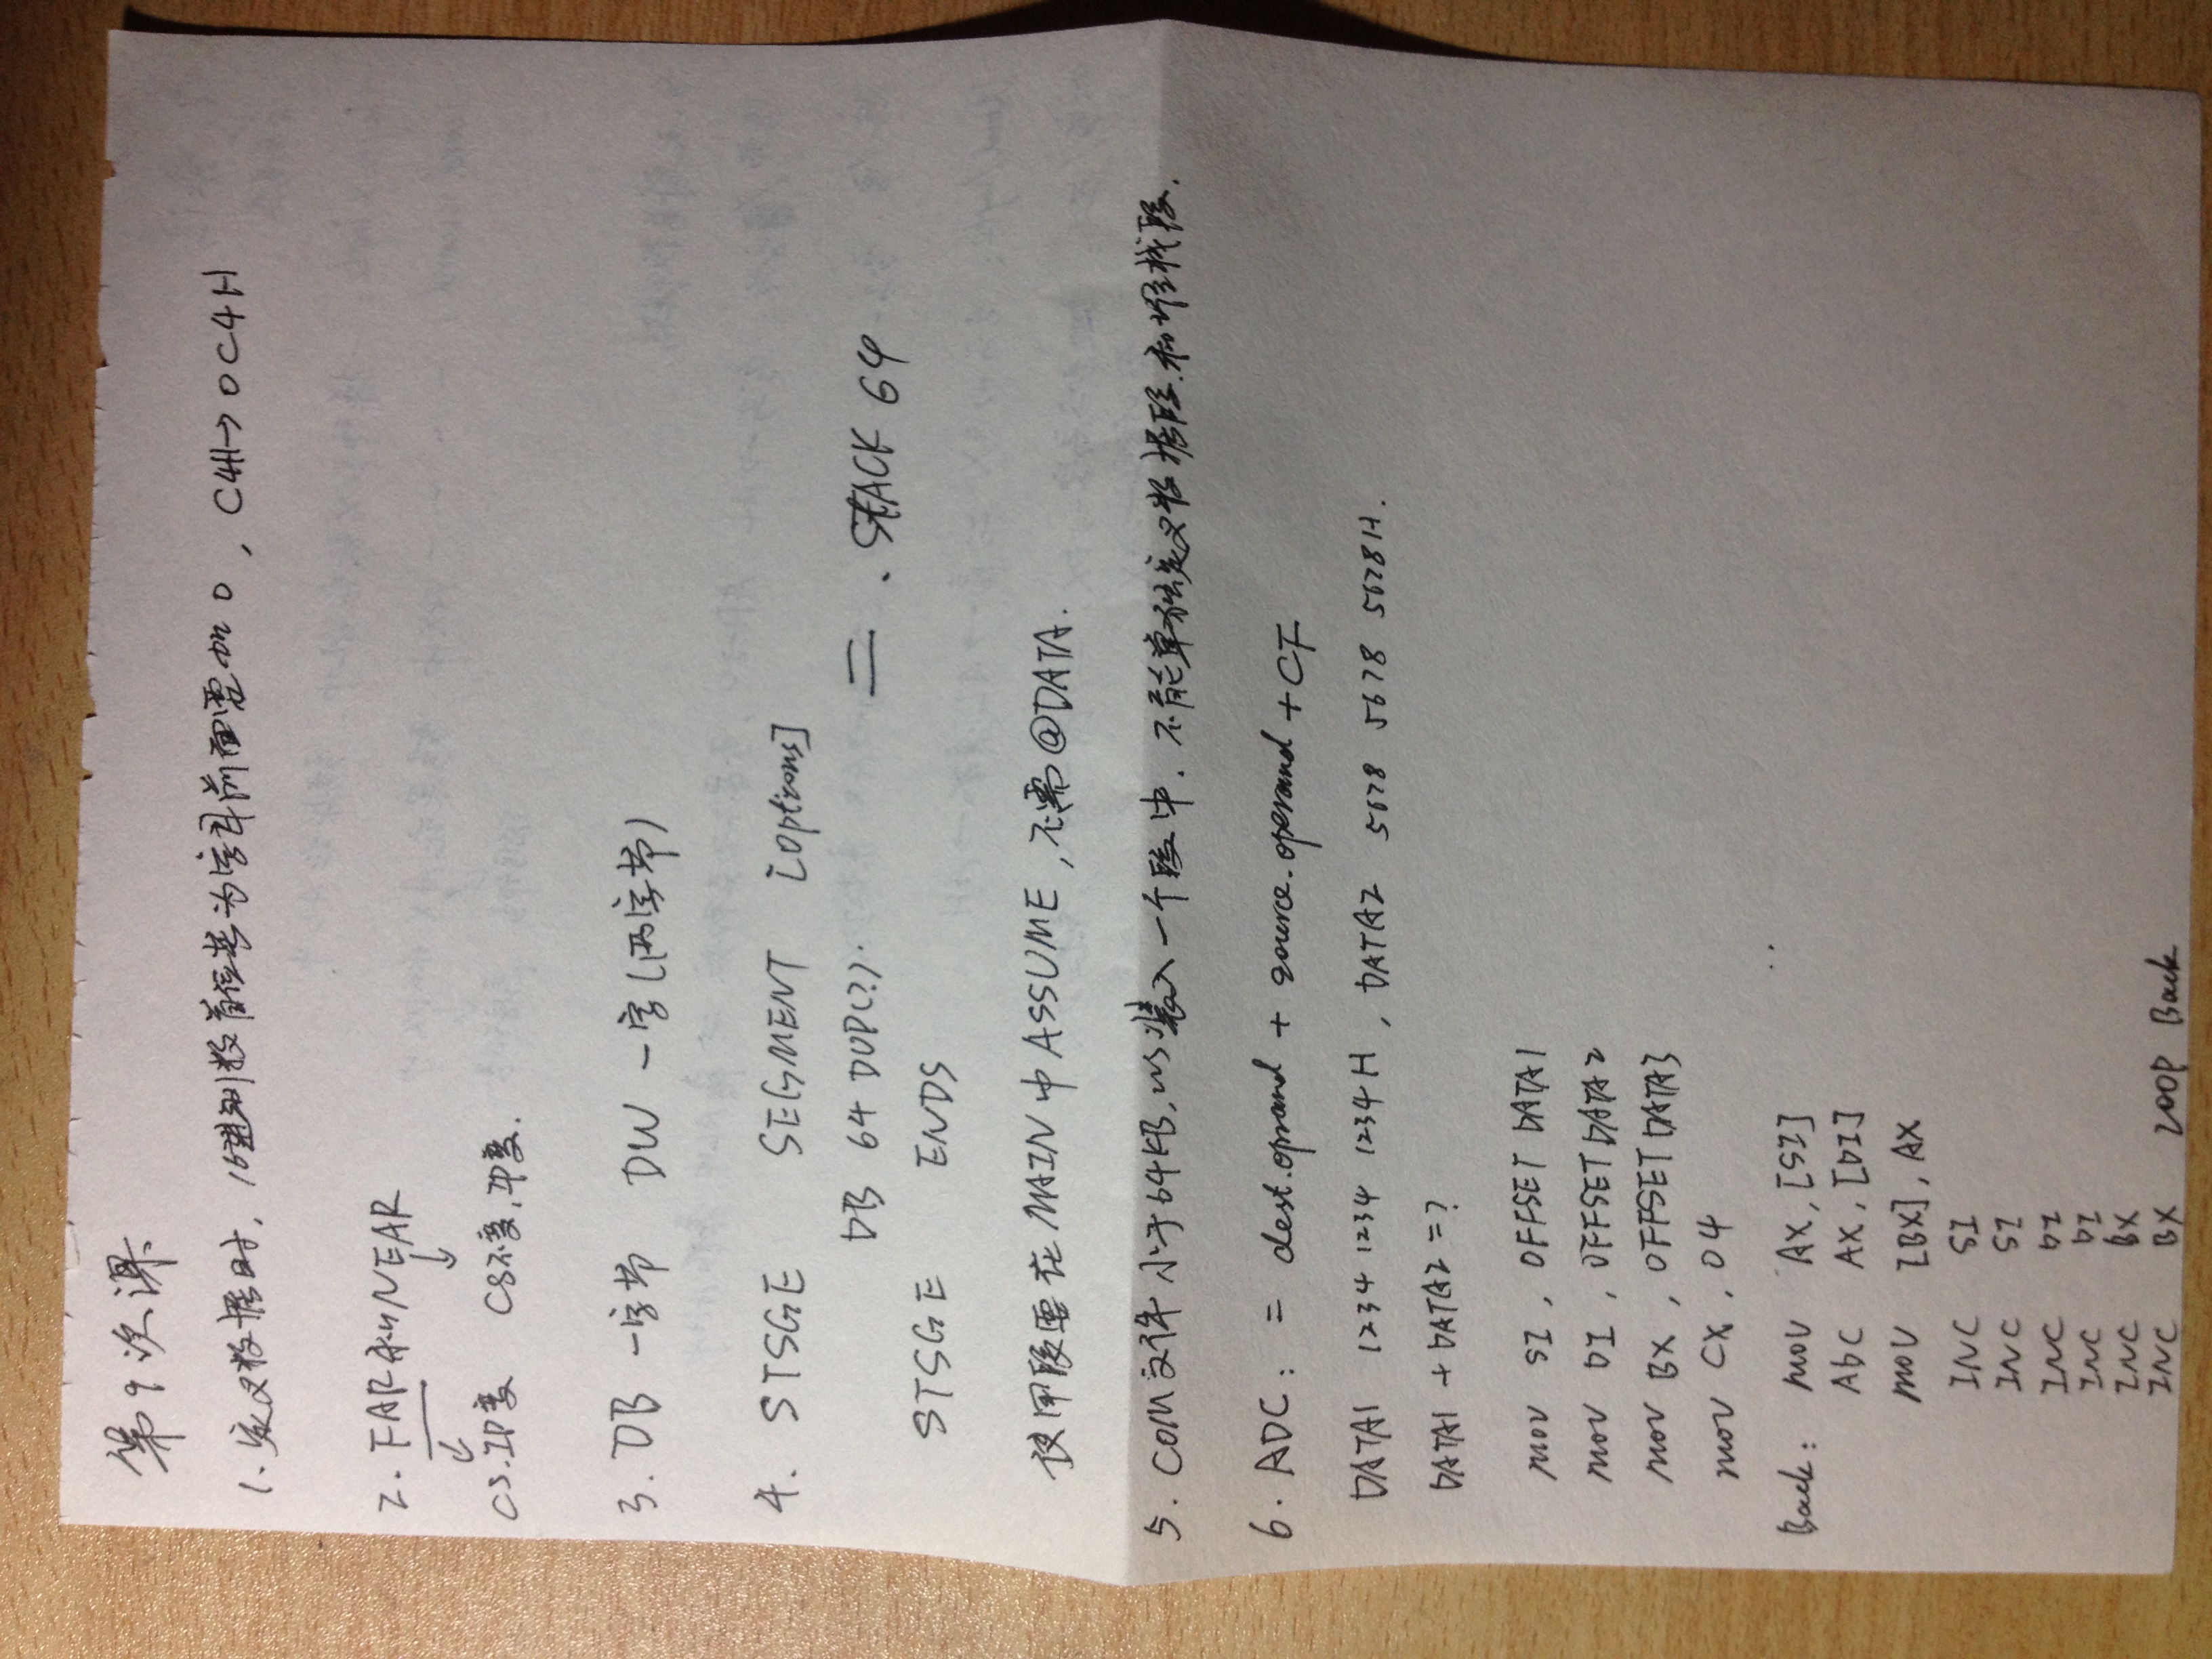 第9次课
1. 定义数据时, 16进制数首位若为字母前面要加0, C4H→0C4H
2. FAR和NEAR
↓ ↓
CS.IP变 CS不变,IP变.
3. DB 一字节 DW 一字(两字节)
4. STSGE SEGMENT [options]
DB 64 DUP(?).
= .STACK 64
STSGE ENDS
使用段要在MAIN中ASSUME,不需@DATA.
5. COM文件小于64KB,装入一个段中.不能单独定义数据段.和堆栈段.
6. ADC: = dest.oprand + source.operand + CF
DATA1 1234 1234 1234H, DATA2 5678 5678 5678H.
DATA1 + DATA2 = ?
mov SI, OFFSET DATA1
mov DI, OFFSET DATA2
mov BX, OFFSET DATA3
mov CX, 04
Back: mov AX, [SI]
ADC AX, [DI]
mov [BX], AX
INC SI
INC SI
INC DI
INC DI
INC BX
INC BX LOOP Back